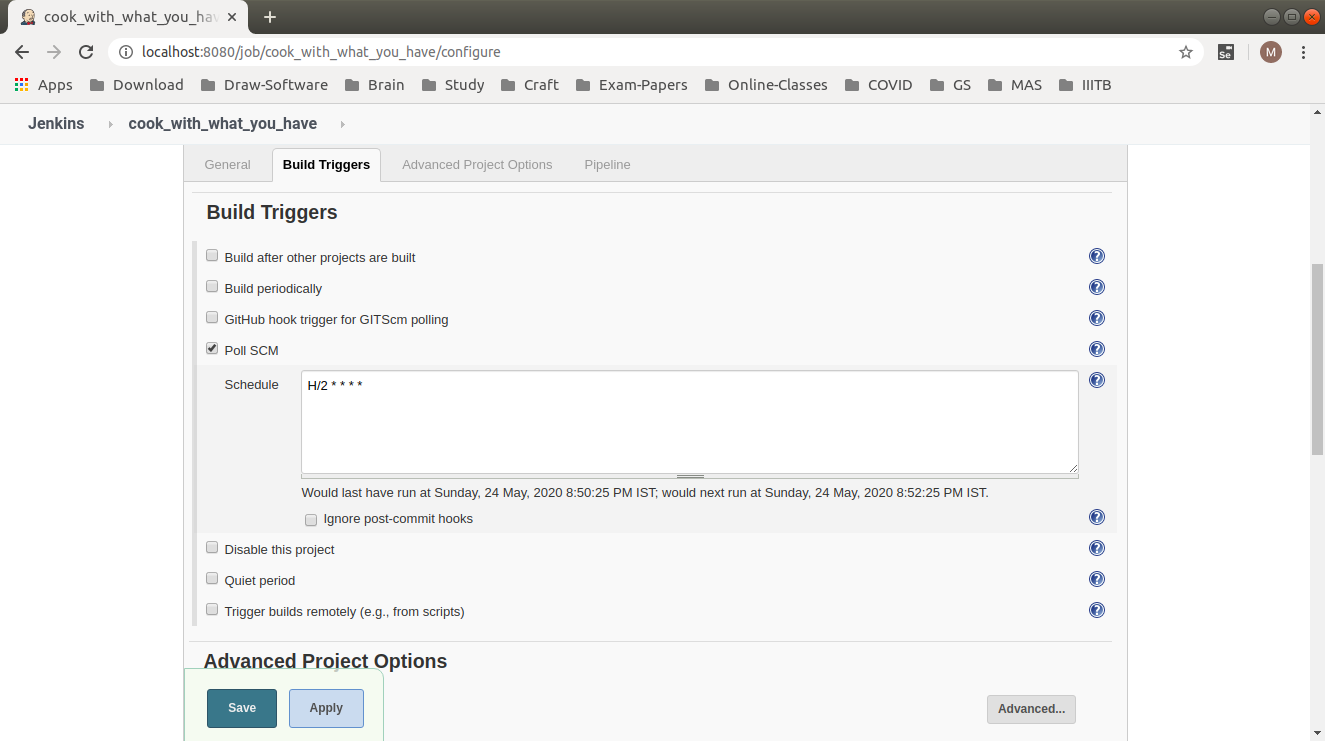 cook_with_what_you_hav
localhost:8080/job/cook_with_what_you_have/configure
Se
M
Apps Download Draw-Software Brain Study Craft Exam-Papers Online-Classes COVID GS MAS IIITB
Jenkins cook_with_what_you_have
General Build Triggers Advanced Project Options Pipeline
Build Triggers
Build after other projects are built
Build periodically
GitHub hook trigger for GITScm polling
Poll SCM
Schedule H/2 * * * *
Would last have run at Sunday, 24 May, 2020 8:50:25 PM IST; would next run at Sunday, 24 May, 2020 8:52:25 PM IST.
Ignore post-commit hooks
Disable this project
Quiet period
Trigger builds remotely (e.g., from scripts)
Advanced Project Options
Save Apply Advanced...